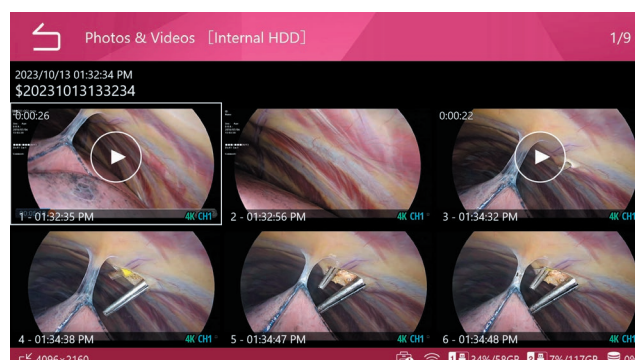 Photos & Videos [Internal HDD]
1/9
2023/10/13 01:32:34 PM
$20231013133234
0:00:26
0:00:22
1 - 01:32:35 PM
4K CH1
2 - 01:32:56 PM
4K CH1
3 - 01:34:32 PM
4K CH1
4 - 01:34:38 PM
4K CH1
5 - 01:34:47 PM
4K CH1
6 - 01:34:48 PM
4K CH1
4096×2160
1 34%/58GB
2 7%/117GB
0%